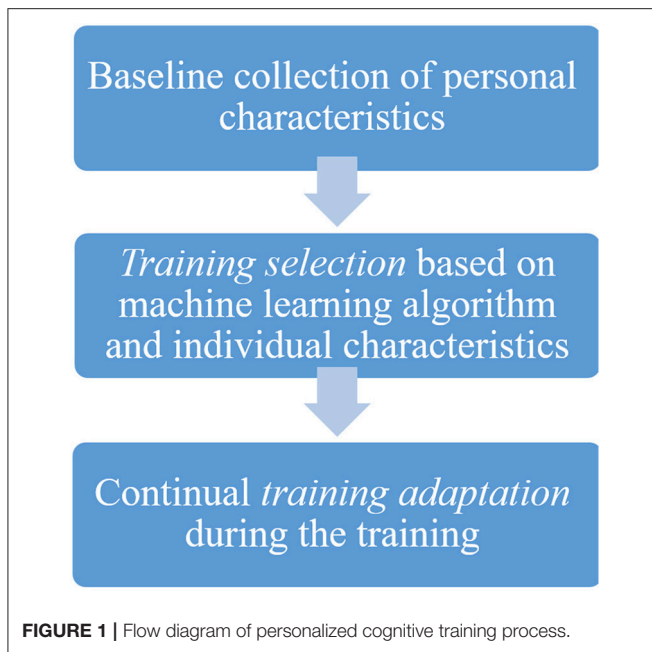 Baseline collection of personal
characteristics
Training selection based on
machine learning algorithm
and individual characteristics
Continual training adaptation
during the training
FIGURE 1 | Flow diagram of personalized cognitive training process.